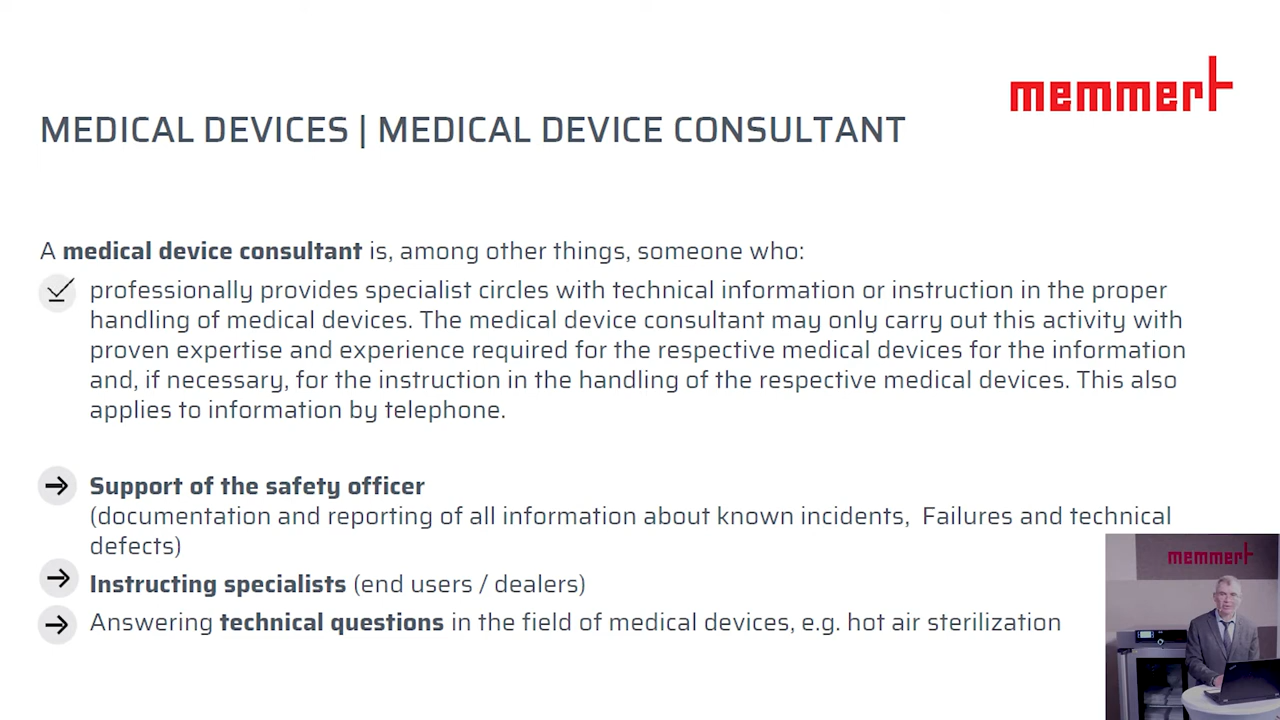 memmert
MEDICAL DEVICES | MEDICAL DEVICE CONSULTANT
A medical device consultant is, among other things, someone who:
professionally provides specialist circles with technical information or instruction in the proper
handling of medical devices. The medical device consultant may only carry out this activity with
proven expertise and experience required for the respective medical devices for the information
and, if necessary, for the instruction in the handling of the respective medical devices. This also
applies to information by telephone.
Support of the safety officer
(documentation and reporting of all information about known incidents,  Failures and technical
defects)
Instructing specialists (end users / dealers)
Answering technical questions in the field of medical devices, e.g. hot air sterilization
memmert